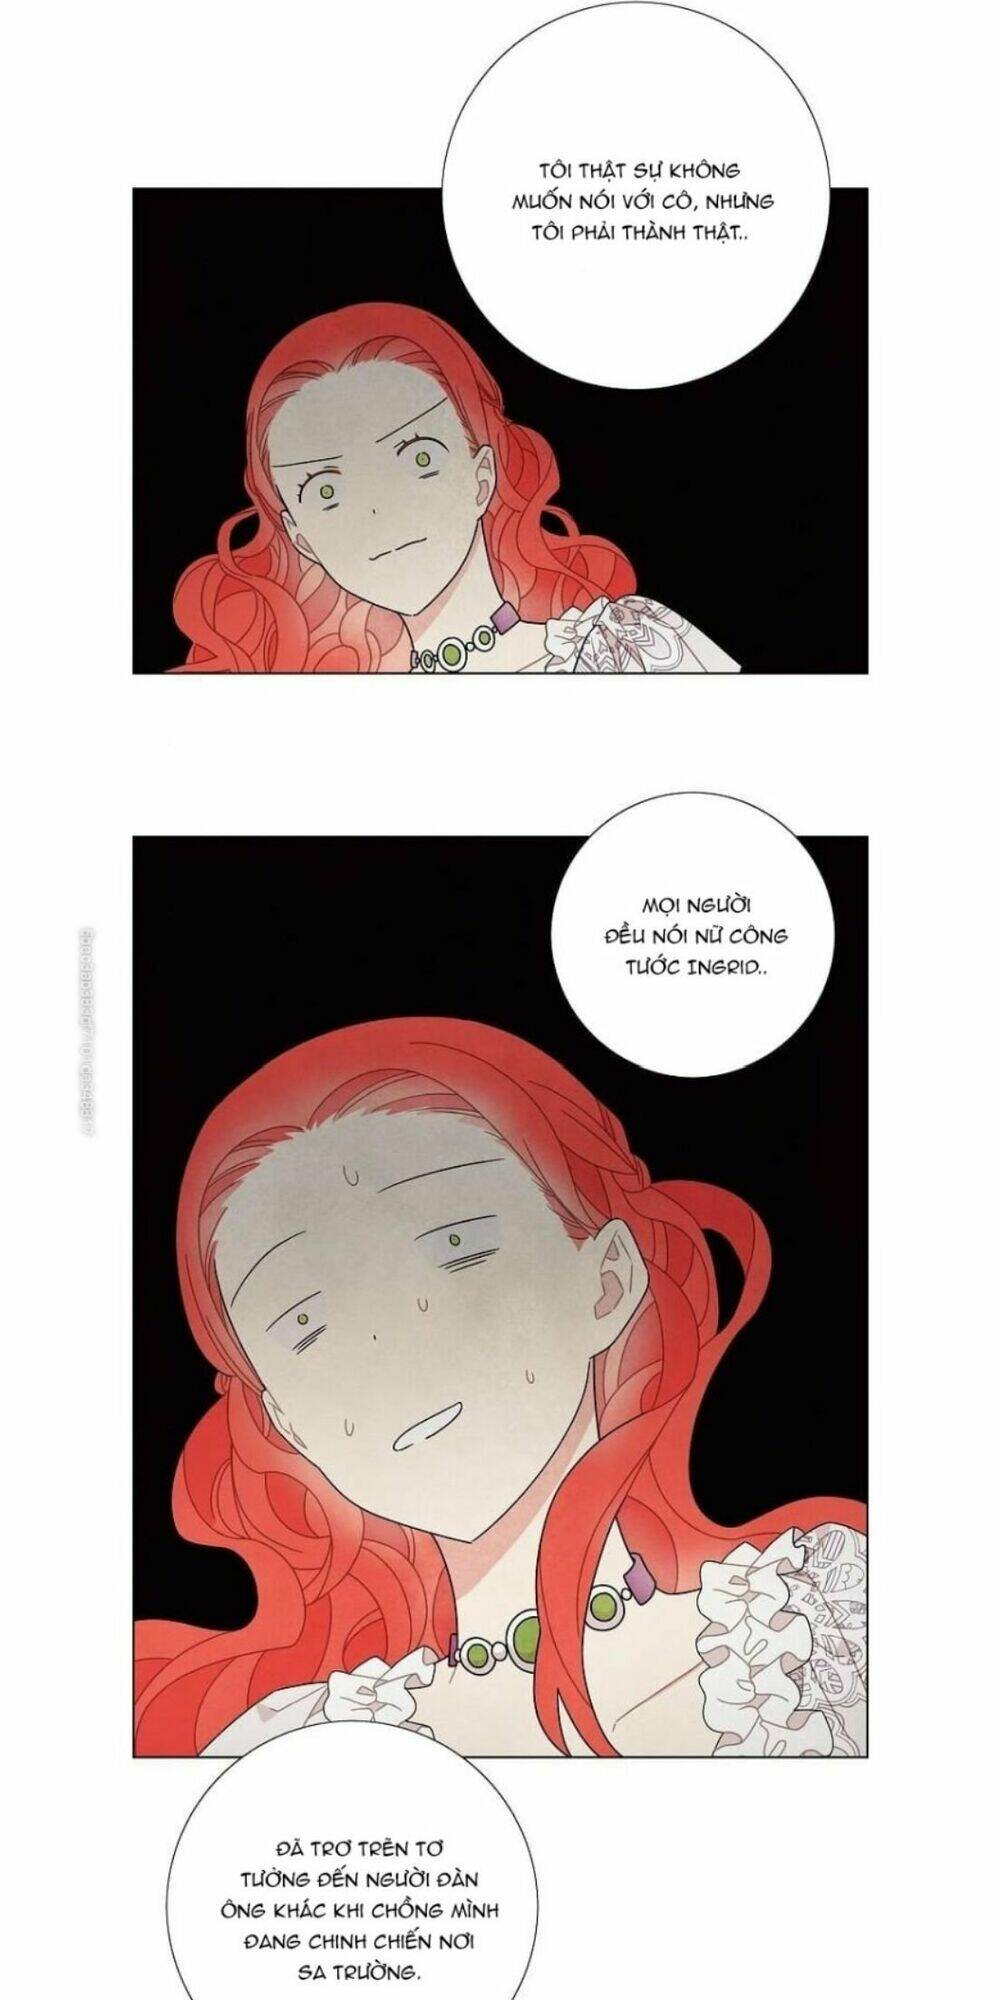 TÔI THẬT SỰ KHÔNG
MUỐN NÓI VỚI CÔ, NHƯNG
TÔI PHẢI THÀNH THẬT..
MỌI NGƯỜI
ĐỀU NÓI NỮ CÔNG
TƯỚC INGRID..
ĐÃ TRƠ TRẼN TƠ
TƯỞNG ĐẾN NGƯỜI ĐÀN
ÔNG KHÁC KHI CHỒNG MÌNH
ĐANG CHINH CHIẾN NƠI
SA TRƯỜNG.